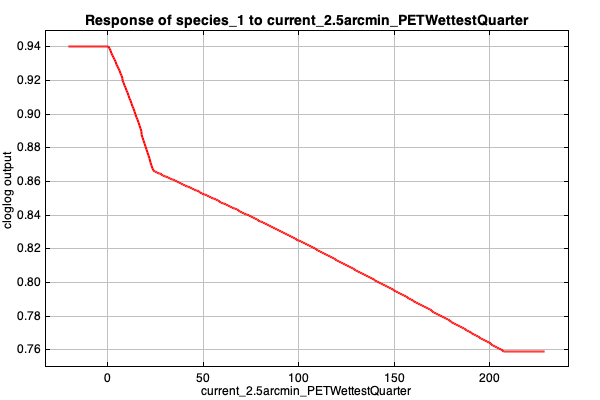 Response of species_1 to current_2.5arcmin_PETWettestQuarter
cloglog output
0.94
0.92
0.90
0.88
0.86
0.84
0.82
0.80
0.78
0.76
0 50 100 150 200
current_2.5arcmin_PETWettestQuarter